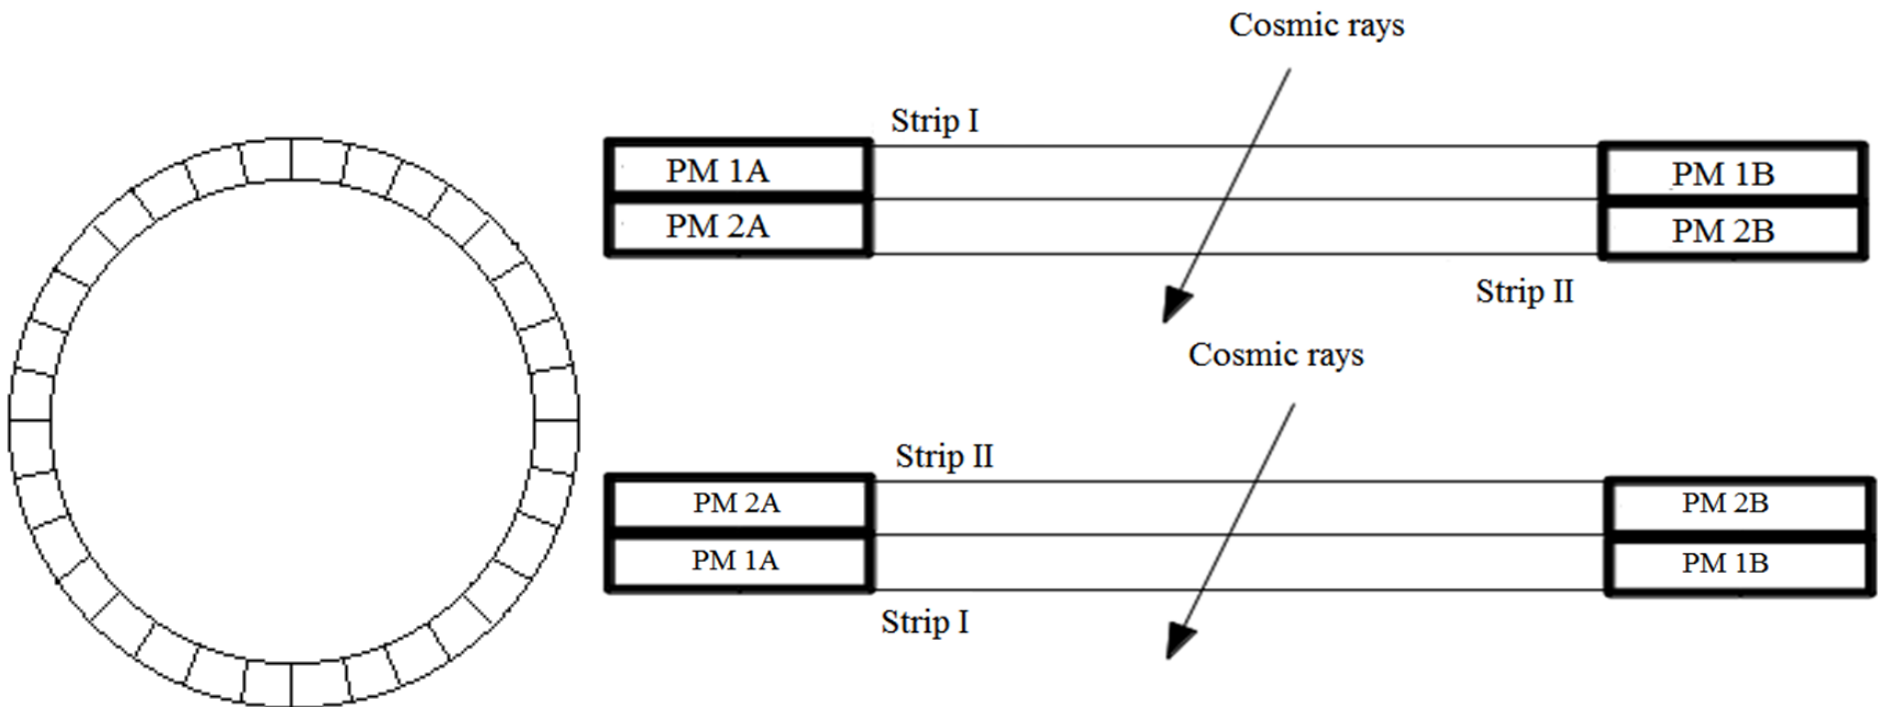 Cosmic rays
Strip I
PM 1A
PM 1B
PM 2A
PM 2B
Strip II
Cosmic rays
Strip II
PM 2A
PM 2B
PM 1A
PM 1B
Strip I